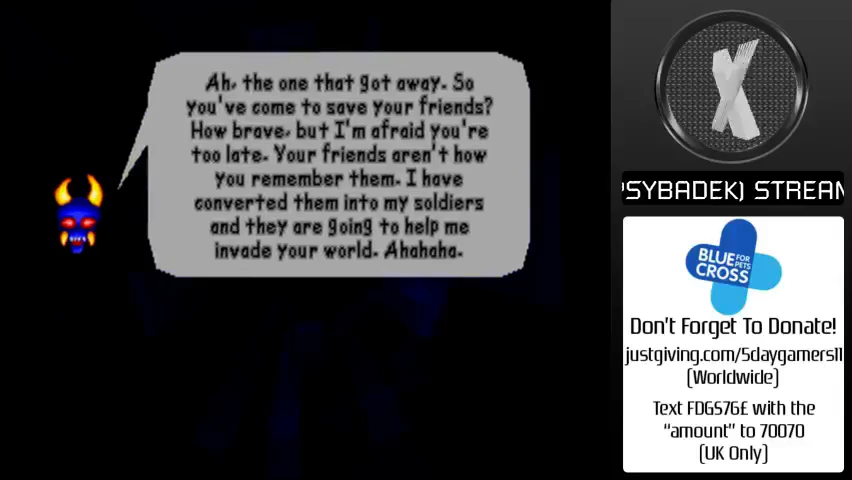 Ah, the one that got away. So
you've come to save your friends?
How brave, but I'm afraid you're
too late. Your friends aren't how
you remember them. I have
converted them into my soldiers
and they are going to help me
invade your world. Ahahaha.
PSYBADEK) STREAM
BLUE FOR PETS
CROSS
Don't Forget To Donate!
justgiving.com/5daygamers11
(Worldwide)
Text FDGS76E with the
"amount" to 70070
(UK Only)